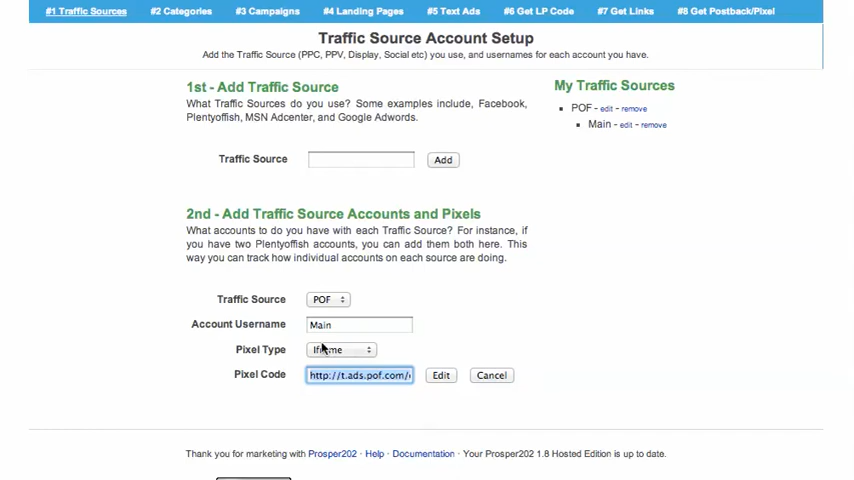 #1 Traffic Sources #2 Categories #3 Campaigns #4 Landing Pages #5 Text Ads #6 Get LP Code #7 Get Links #8 Get Postback/Pixel
Traffic Source Account Setup
Add the Traffic Source (PPC, PPV, Display, Social etc) you use, and usernames for each account you have.
1st - Add Traffic Source
What Traffic Sources do you use? Some examples include, Facebook,
Plentyoffish, MSN Adcenter, and Google Adwords.
Traffic Source Add
My Traffic Sources
POF - edit - remove
Main - edit - remove
2nd - Add Traffic Source Accounts and Pixels
What accounts to do you have with each Traffic Source? For instance, if
you have two Plentyoffish accounts, you can add them both here. This
way you can track how individual accounts on each source are doing.
Traffic Source POF
Account Username Main
Pixel Type Iframe
Pixel Code http://t.ads.pof.com/ Edit Cancel
Thank you for marketing with Prosper202 · Help · Documentation · Your Prosper202 1.8 Hosted Edition is up to date.